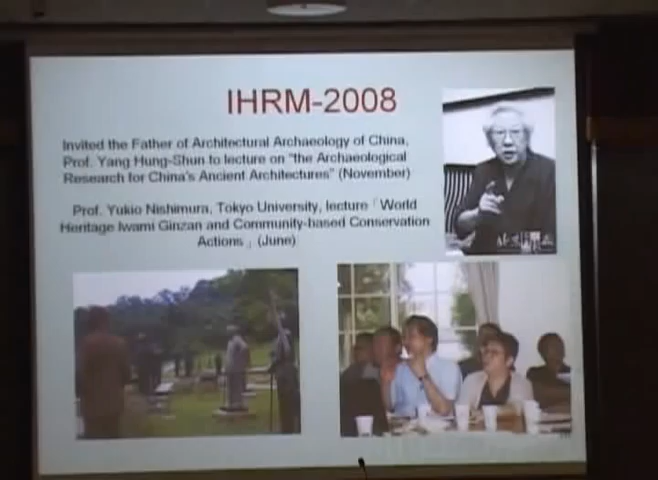 IHRM-2008
Invited the Father of Architectural Archaeology of China,
Prof. Yang Hung-Shun to lecture on "the Archaeological
Research for China's Ancient Architectures" (November)
Prof. Yukio Nishimura, Tokyo University, lecture「World
Heritage Iwami Ginzan and Community-based Conservation
Actions」(June)